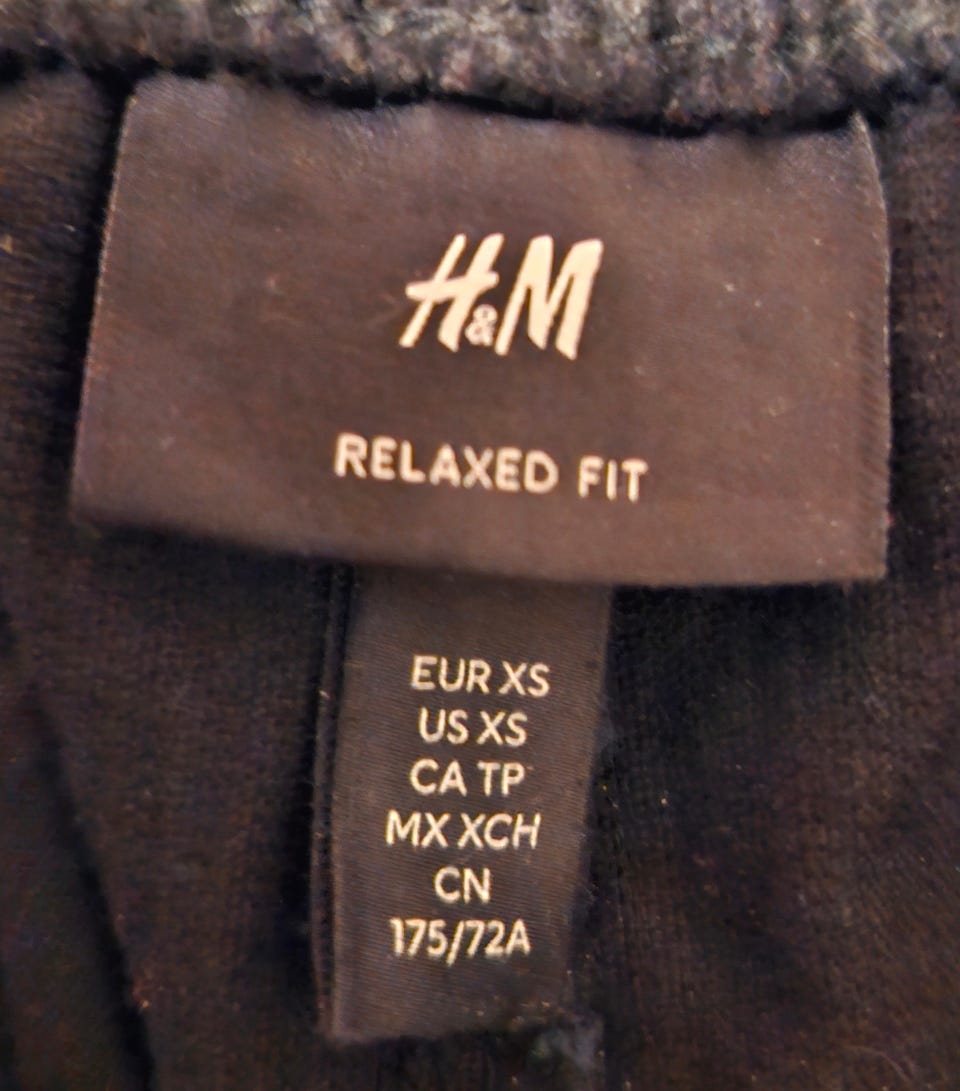 H&M
RELAXED FIT
EUR XS
US XS
CA TP
MX XCH
CN
175/72A